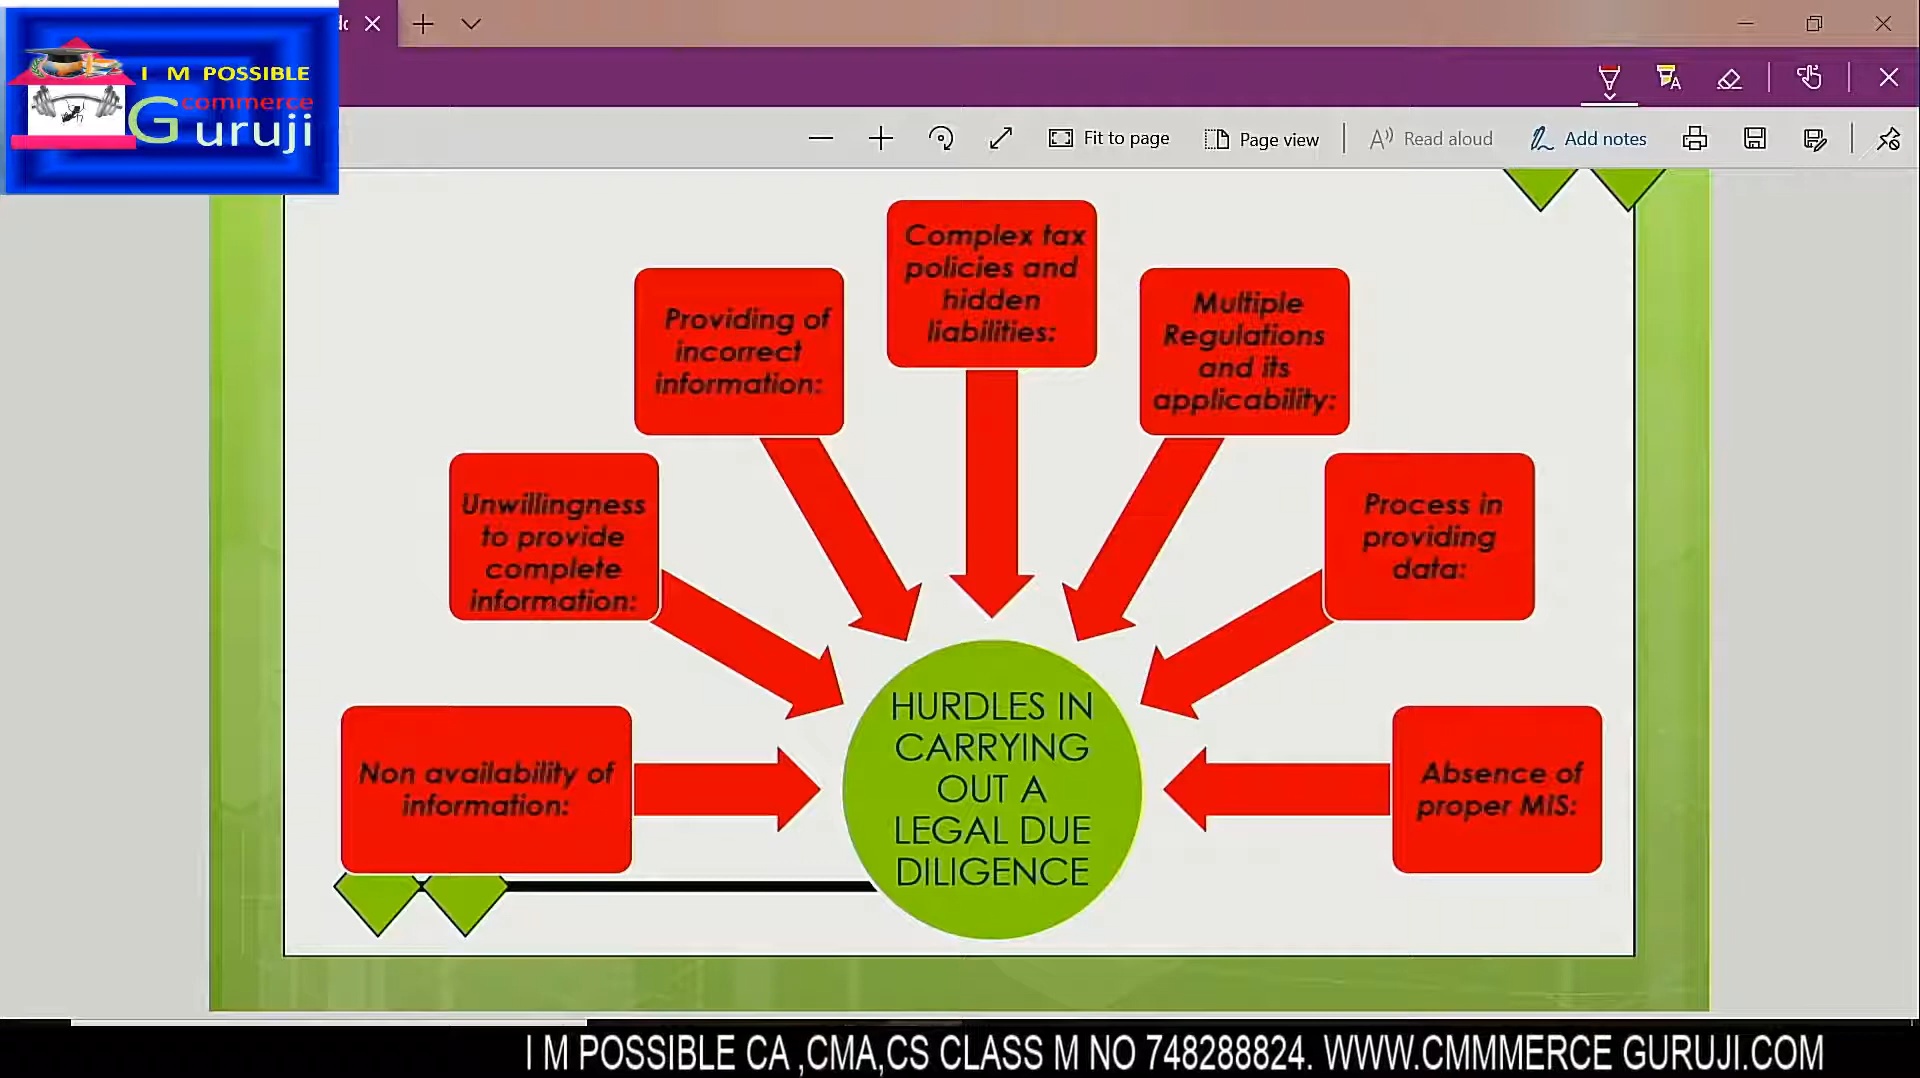 I M POSSIBLE
commerce
Guruji
Fit to page
Page view
Read aloud
Add notes
Complex tax
policies and
hidden
liabilities:
Providing of
incorrect
information:
Multiple
Regulations
and its
applicability:
Unwillingness
to provide
complete
information:
Process in
providing
data:
Non availability of
information:
HURDLES IN
CARRYING
OUT A
LEGAL DUE
DILIGENCE
Absence of
proper MIS:
I M POSSIBLE CA ,CMA,CS CLASS M NO 748288824. WWW.CMMMERCE GURUJI.COM